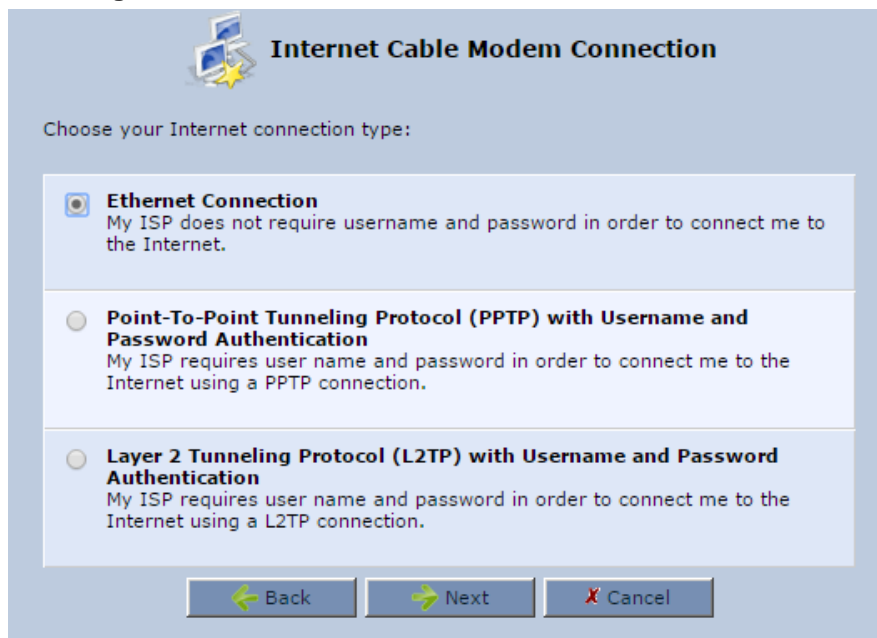 Internet Cable Modem Connection
Choose your Internet connection type:
Ethernet Connection
My ISP does not require username and password in order to connect me to
the Internet.
Point-To-Point Tunneling Protocol (PPTP) with Username and
Password Authentication
My ISP requires user name and password in order to connect me to the
Internet using a PPTP connection.
Layer 2 Tunneling Protocol (L2TP) with Username and Password
Authentication
My ISP requires user name and password in order to connect me to the
Internet using a L2TP connection.
Back Next Cancel